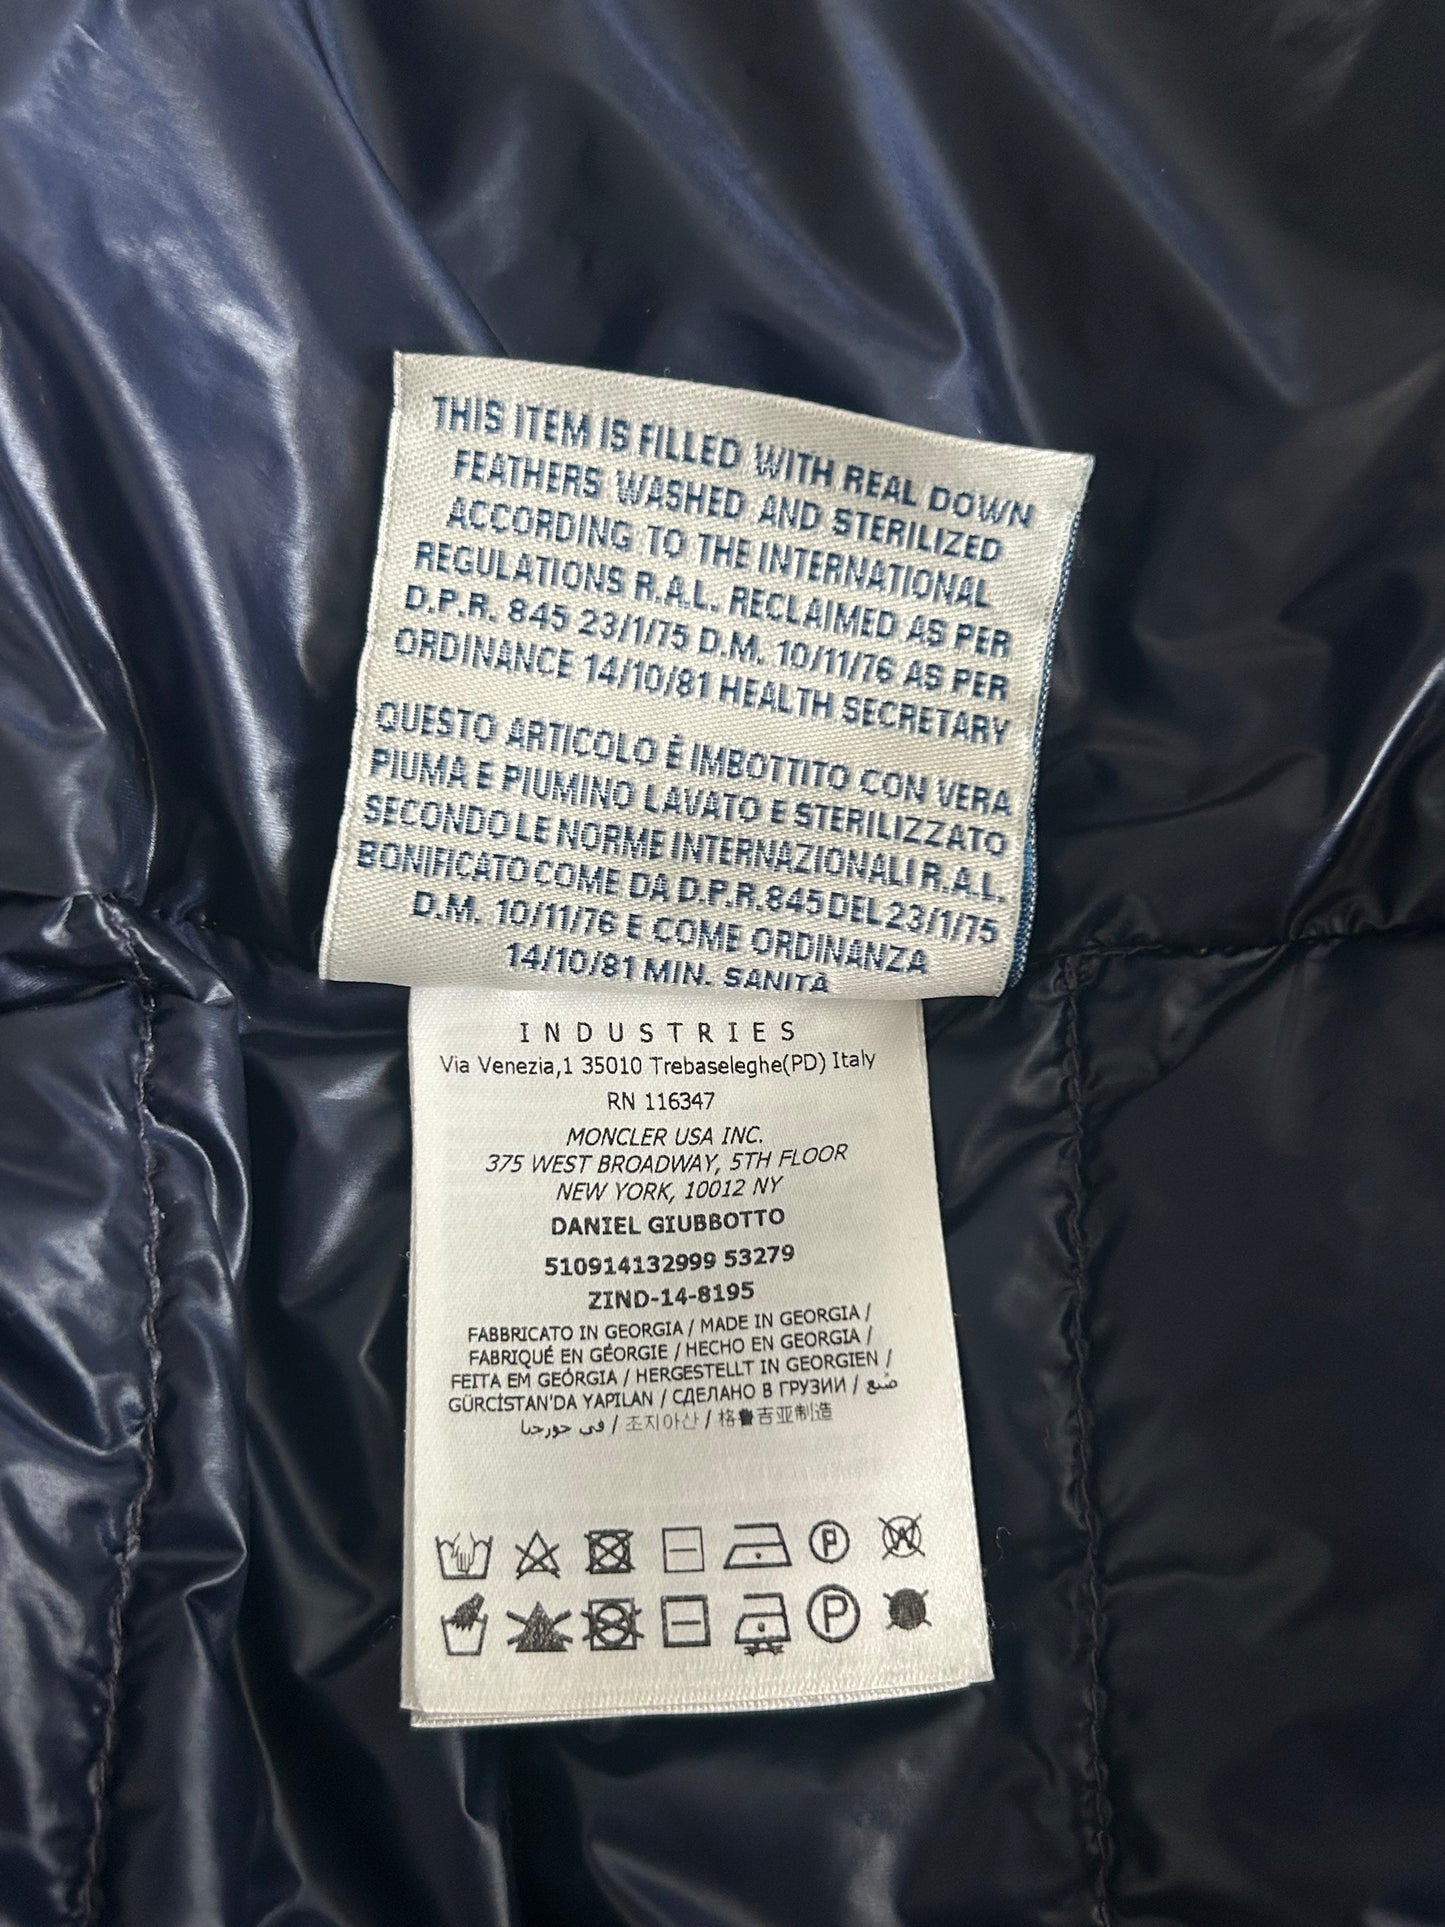 THIS ITEM IS FILLED WITH REAL DOWN
FEATHERS WASHED AND STERILIZED
ACCORDING TO THE INTERNATIONAL
REGULATIONS R.A.L. RECLAIMED AS PER
D.P.R. 845 23/1/75 D.M. 10/11/76 AS PER
ORDINANCE 14/10/81 HEALTH SECRETARY
QUESTO ARTICOLO È IMBOTTITO CON VERA
PIUMA E PIUMINO LAVATO E STERILIZZATO
SECONDO LE NORME INTERNAZIONALI R.A.L.
BONIFICATO COME DA D.P.R. 845 DEL 23/1/75
D.M. 10/11/76 E COME ORDINANZA
14/10/81 MIN. SANITÀ
INDUSTRIES
Via Venezia,1 35010 Trebaseleghe(PD) Italy
RN 116347
MONCLER USA INC.
375 WEST BROADWAY, 5TH FLOOR
NEW YORK, 10012 NY
DANIEL GIUBBOTTO
510914132999 53279
ZIND-14-8195
FABBRICATO IN GEORGIA / MADE IN GEORGIA /
FABRIQUÉ EN GÉORGIE / HECHO EN GEORGIA /
FEITA EM GEÓRGIA / HERGESTELLT IN GEORGIEN /
GÜRCİSTAN'DA YAPILAN / СДЕЛАНО В ГРУЗИИ / صُنع
في جورجيا / 조지아산 / 格鲁吉亚制造
P W
P